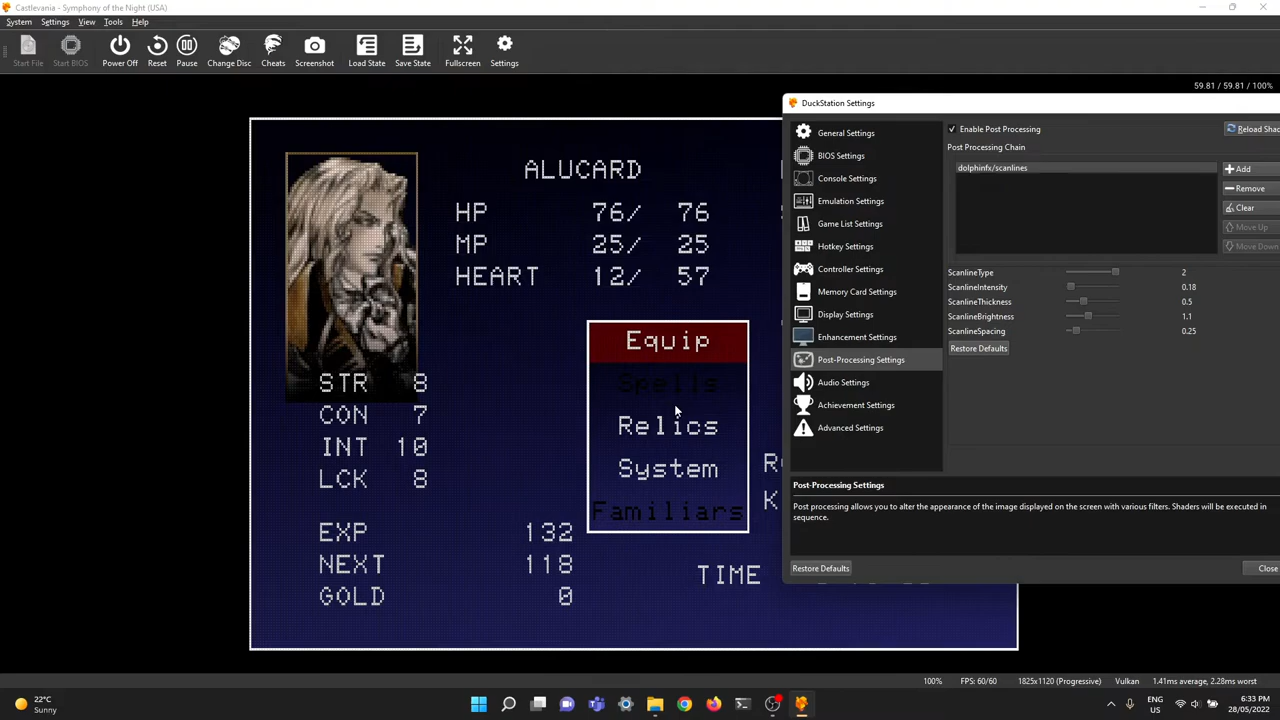 Castlevania - Symphony of the Night (USA)
System Settings View Tools Help
Start File Start BIOS Power Off Reset Pause Change Disc Cheats Screenshot Load State Save State Fullscreen Settings
59.81 / 59.81 / 100%
ALUCARD
HP 76/ 76
MP 25/ 25
HEART 12/ 57
Equip
Spells
Relics
System
Familiars
STR 8
CON 7
INT 10
LCK 8
EXP 132
NEXT 118
GOLD 0
TIME
DuckStation Settings
General Settings
BIOS Settings
Console Settings
Emulation Settings
Game List Settings
Hotkey Settings
Controller Settings
Memory Card Settings
Display Settings
Enhancement Settings
Post-Processing Settings
Audio Settings
Achievement Settings
Advanced Settings
Enable Post Processing
Reload Sha
Post Processing Chain
dolphinfx/scanlines
Add
Remove
Clear
Move Up
Move Down
ScanlineType 2
ScanlineIntensity 0.18
ScanlineThickness 0.5
ScanlineBrightness 1.1
ScanlineSpacing 0.25
Restore Defaults
Post-Processing Settings
Post processing allows you to alter the appearance of the image displayed on the screen with various filters. Shaders will be executed in
sequence.
Restore Defaults
Close
100% FPS: 60/60 1825x1120 (Progressive) Vulkan 1.41ms average, 2.28ms worst
22°C
Sunny
ENG
US
6:33 PM
28/05/2022